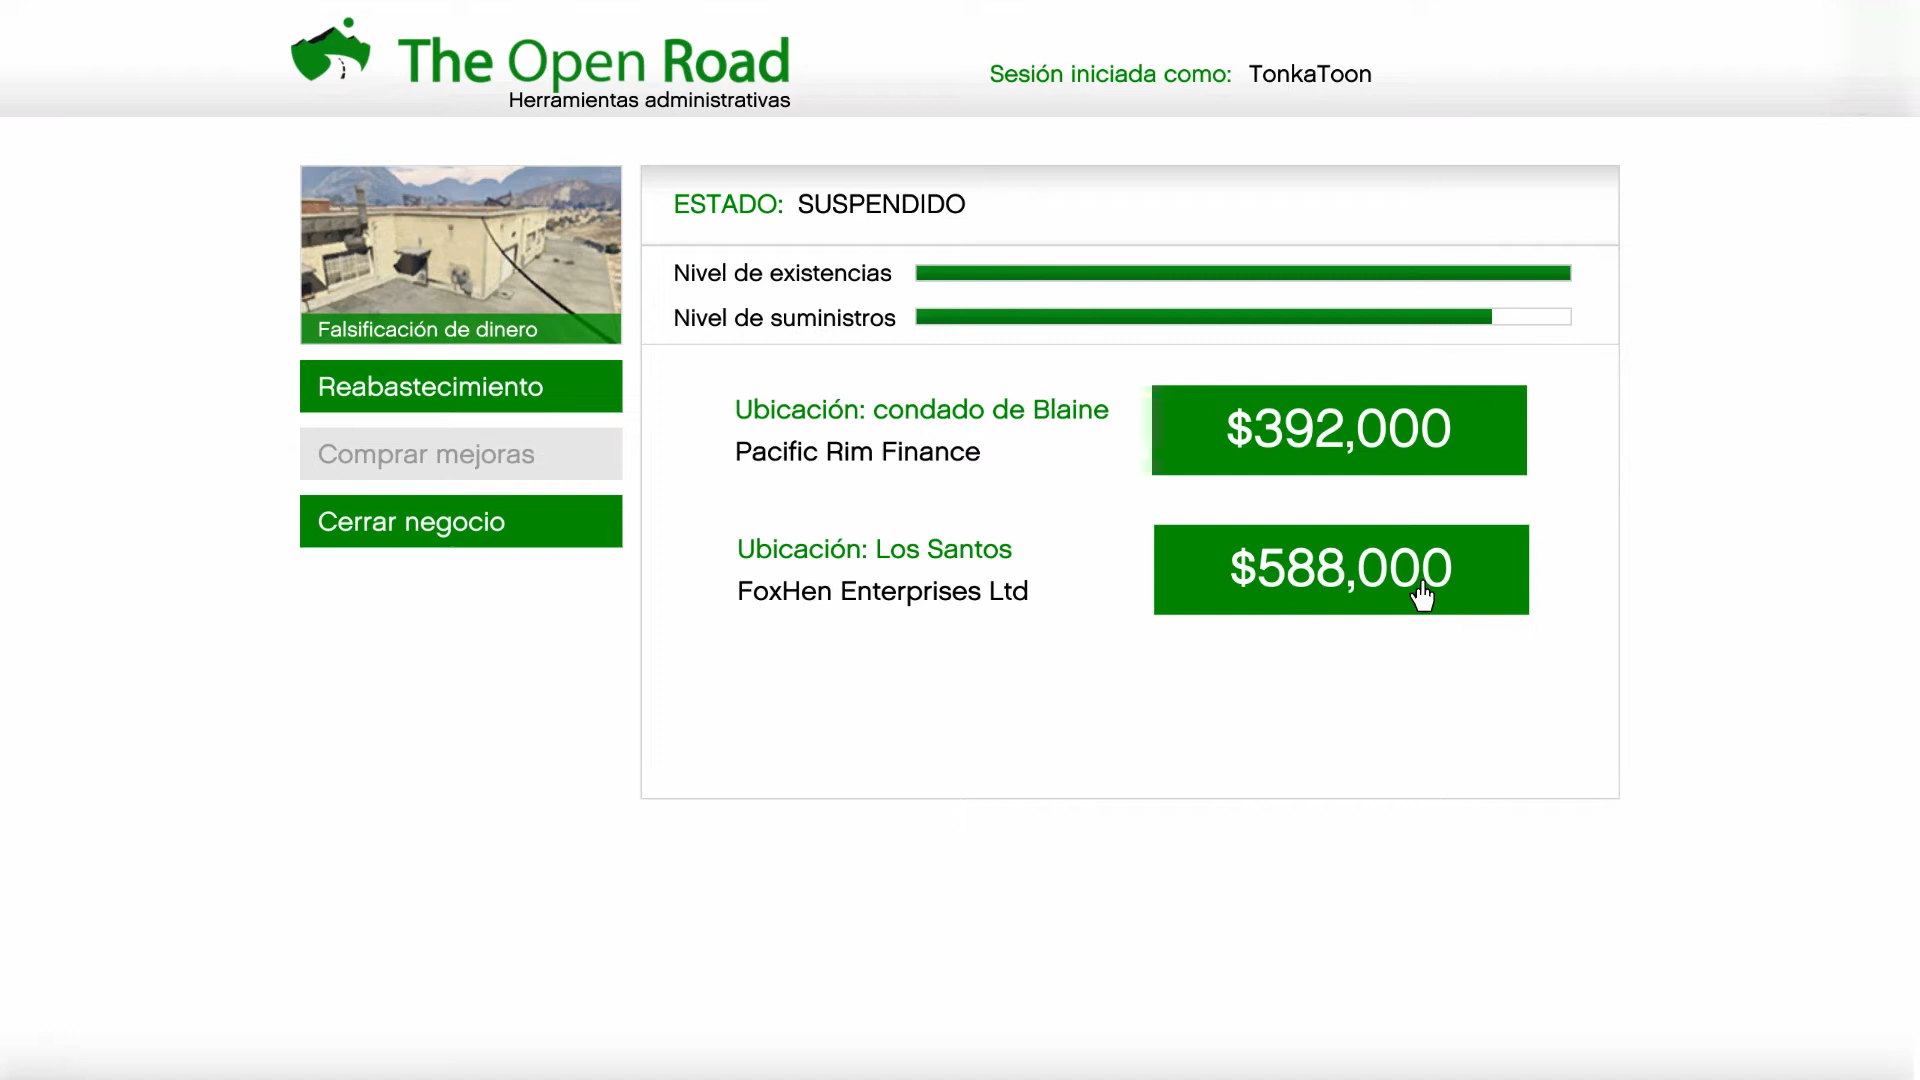 The Open Road
Herramientas administrativas
Sesión iniciada como: TonkaToon
Falsificación de dinero
Reabastecimiento
Comprar mejoras
Cerrar negocio
ESTADO: SUSPENDIDO
Nivel de existencias
Nivel de suministros
Ubicación: condado de Blaine
Pacific Rim Finance
$392,000
Ubicación: Los Santos
FoxHen Enterprises Ltd
$588,000